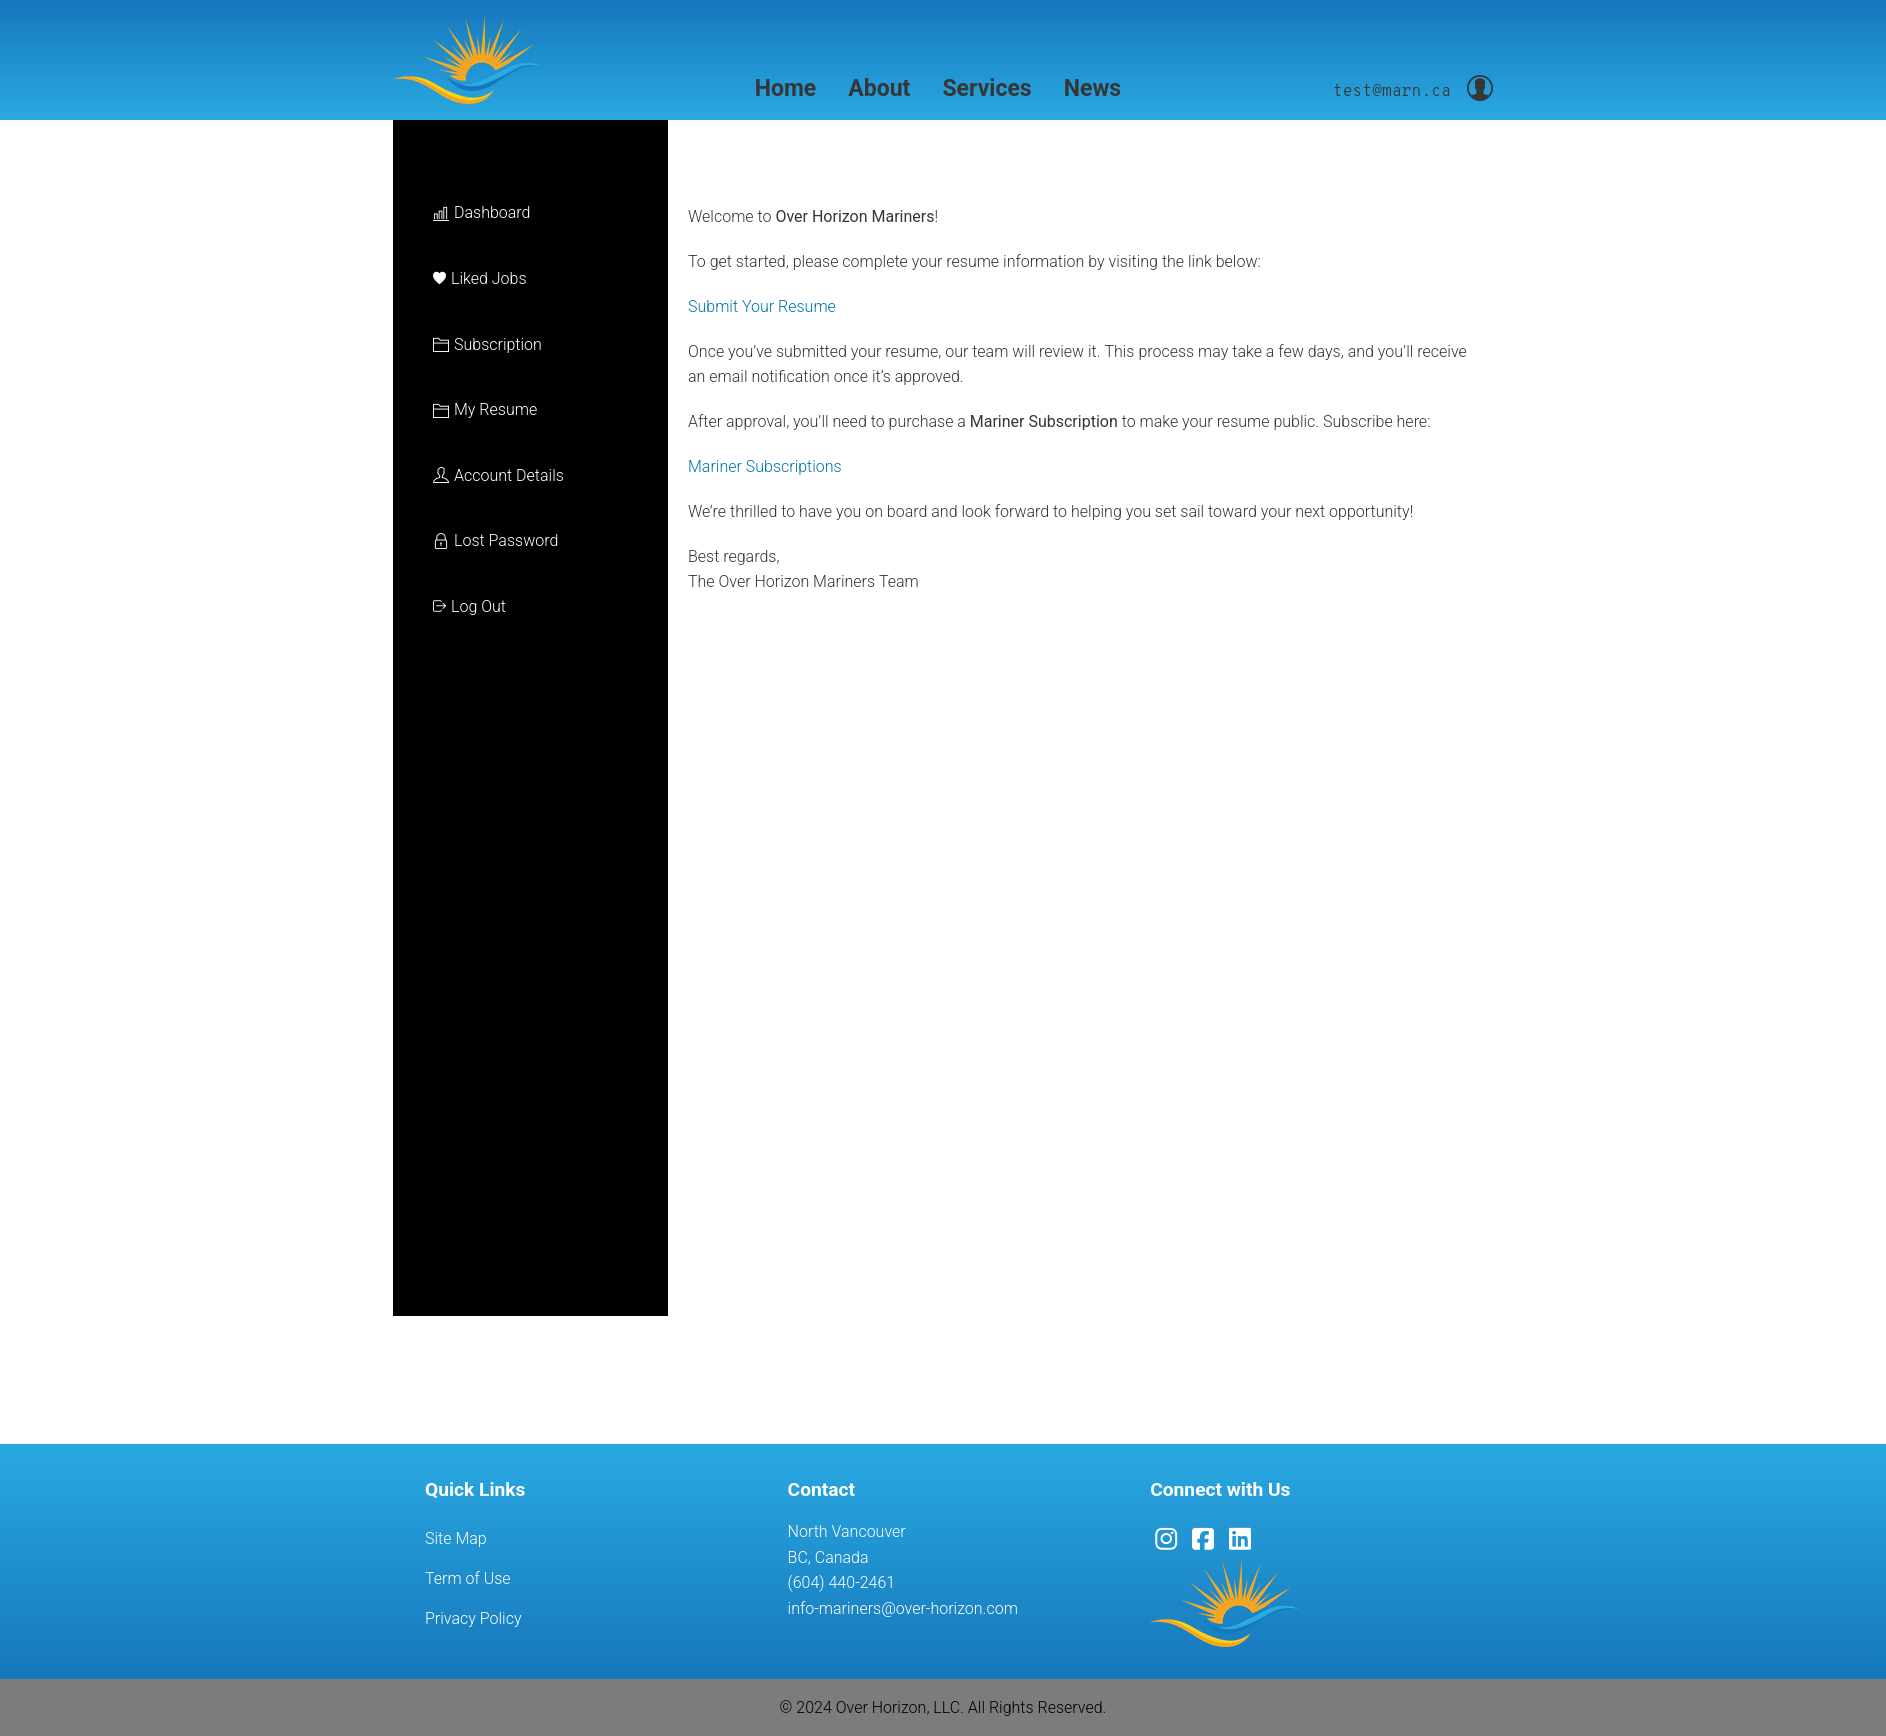 Home About Services News test@marn.ca
Dashboard
Liked Jobs
Subscription
My Resume
Account Details
Lost Password
Log Out
Welcome to Over Horizon Mariners!
To get started, please complete your resume information by visiting the link below:
Submit Your Resume
Once you’ve submitted your resume, our team will review it. This process may take a few days, and you’ll receive
an email notification once it’s approved.
After approval, you’ll need to purchase a Mariner Subscription to make your resume public. Subscribe here:
Mariner Subscriptions
We’re thrilled to have you on board and look forward to helping you set sail toward your next opportunity!
Best regards,
The Over Horizon Mariners Team
Quick Links
Site Map
Term of Use
Privacy Policy
Contact
North Vancouver
BC, Canada
(604) 440-2461
info-mariners@over-horizon.com
Connect with Us
© 2024 Over Horizon, LLC. All Rights Reserved.